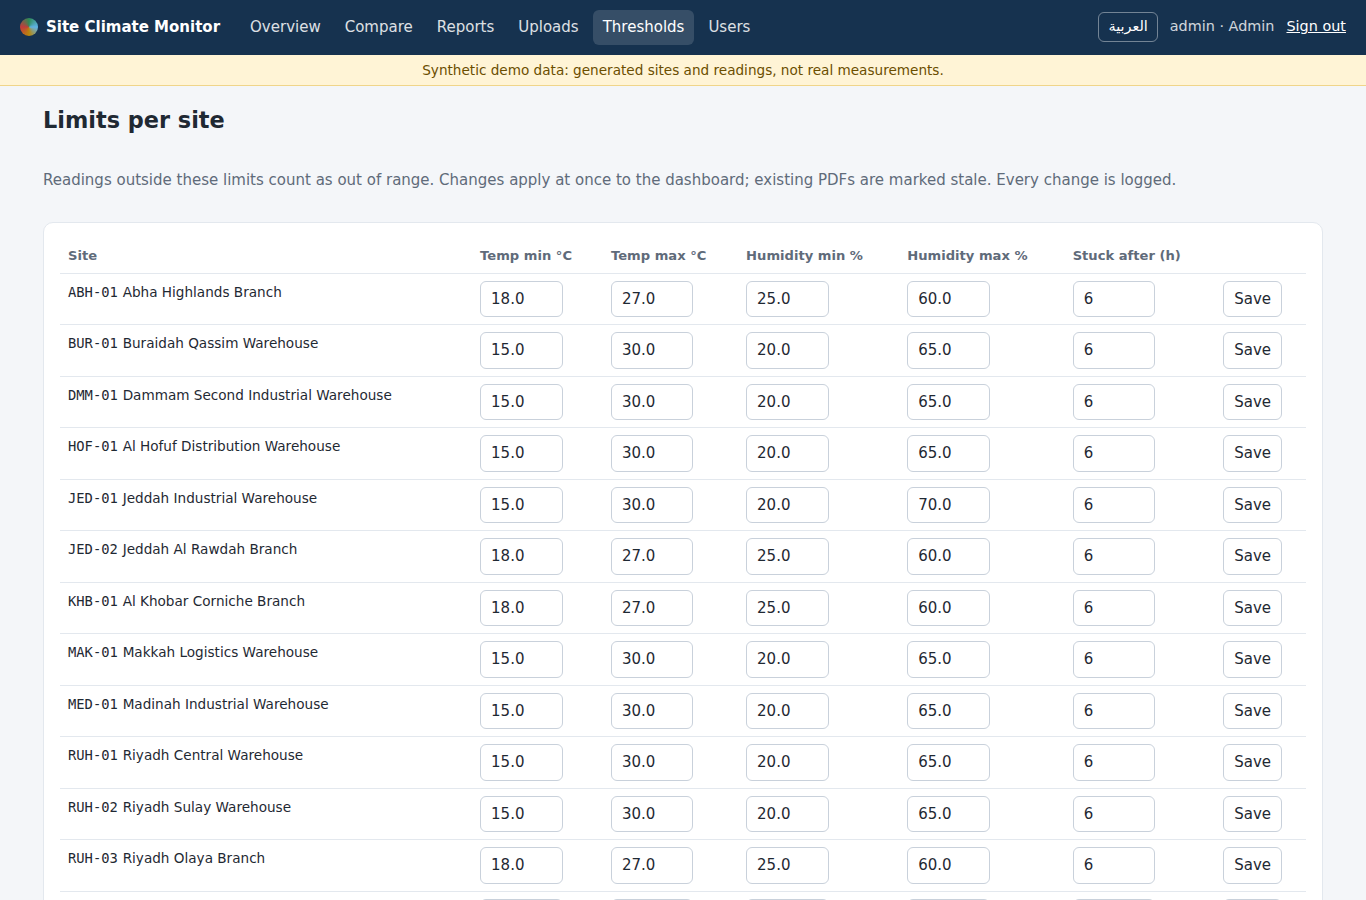 Site Climate Monitor Overview Compare Reports Uploads Thresholds Users العربية admin · Admin Sign out
Synthetic demo data: generated sites and readings, not real measurements.
Limits per site
Readings outside these limits count as out of range. Changes apply at once to the dashboard; existing PDFs are marked stale. Every change is logged.
Site Temp min °C Temp max °C Humidity min % Humidity max % Stuck after (h)
ABH-01 Abha Highlands Branch 18.0 27.0 25.0 60.0 6 Save
BUR-01 Buraidah Qassim Warehouse 15.0 30.0 20.0 65.0 6 Save
DMM-01 Dammam Second Industrial Warehouse 15.0 30.0 20.0 65.0 6 Save
HOF-01 Al Hofuf Distribution Warehouse 15.0 30.0 20.0 65.0 6 Save
JED-01 Jeddah Industrial Warehouse 15.0 30.0 20.0 70.0 6 Save
JED-02 Jeddah Al Rawdah Branch 18.0 27.0 25.0 60.0 6 Save
KHB-01 Al Khobar Corniche Branch 18.0 27.0 25.0 60.0 6 Save
MAK-01 Makkah Logistics Warehouse 15.0 30.0 20.0 65.0 6 Save
MED-01 Madinah Industrial Warehouse 15.0 30.0 20.0 65.0 6 Save
RUH-01 Riyadh Central Warehouse 15.0 30.0 20.0 65.0 6 Save
RUH-02 Riyadh Sulay Warehouse 15.0 30.0 20.0 65.0 6 Save
RUH-03 Riyadh Olaya Branch 18.0 27.0 25.0 60.0 6 Save